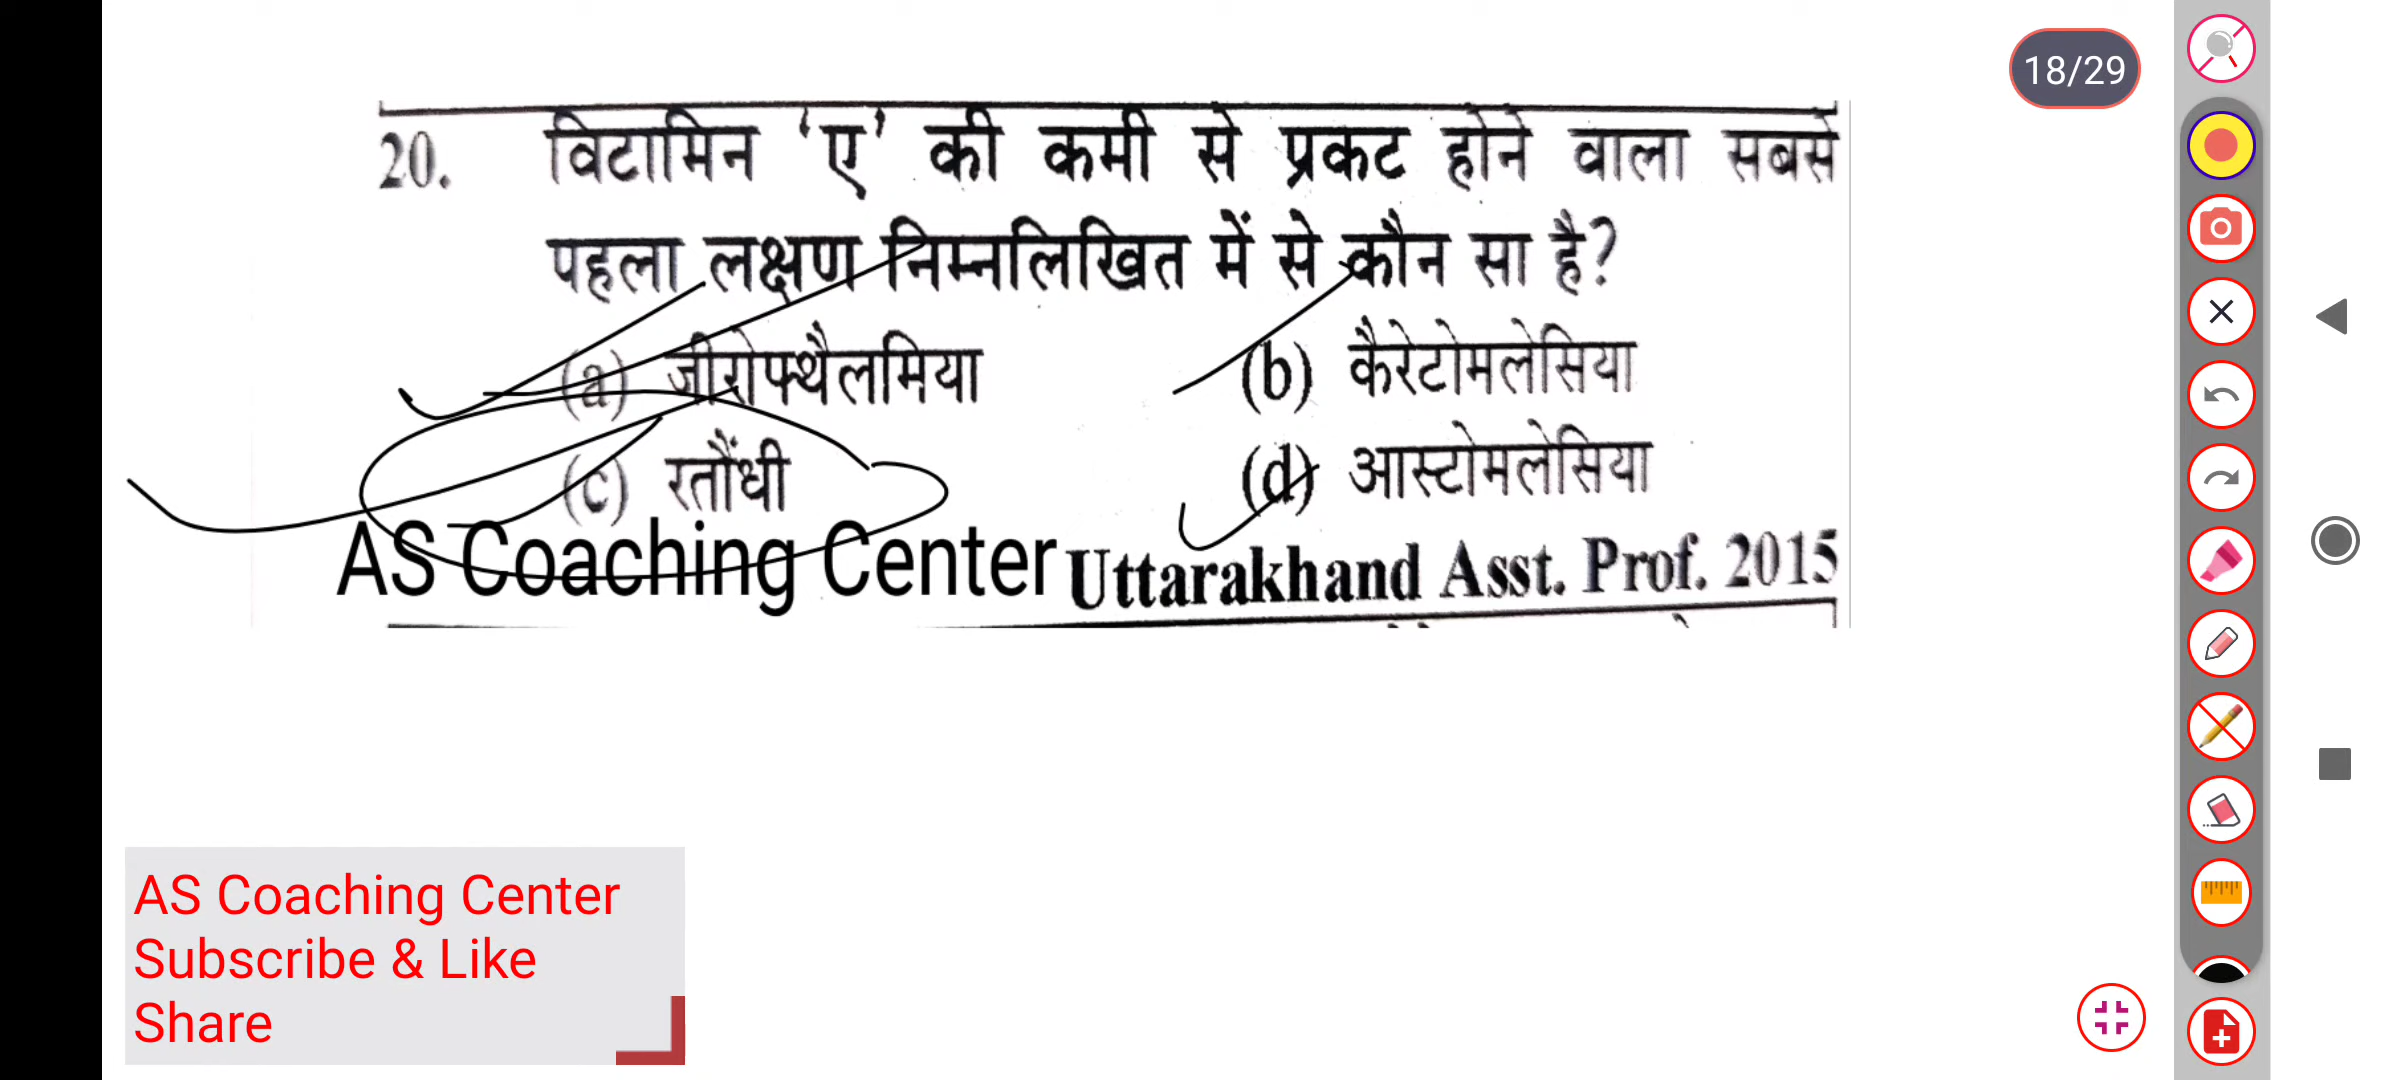 18/29
20. विटामिन 'ए' की कमी से प्रकट होने वाला सबसे
पहला लक्षण निम्नलिखित में से कौन सा है?
(a) जीरोफ्थैलमिया (b) कैरेटोमलेसिया
(c) रतौंधी (d) आस्टोमलेसिया
AS Coaching Center Uttarakhand Asst. Prof. 2015
AS Coaching Center
Subscribe & Like
Share